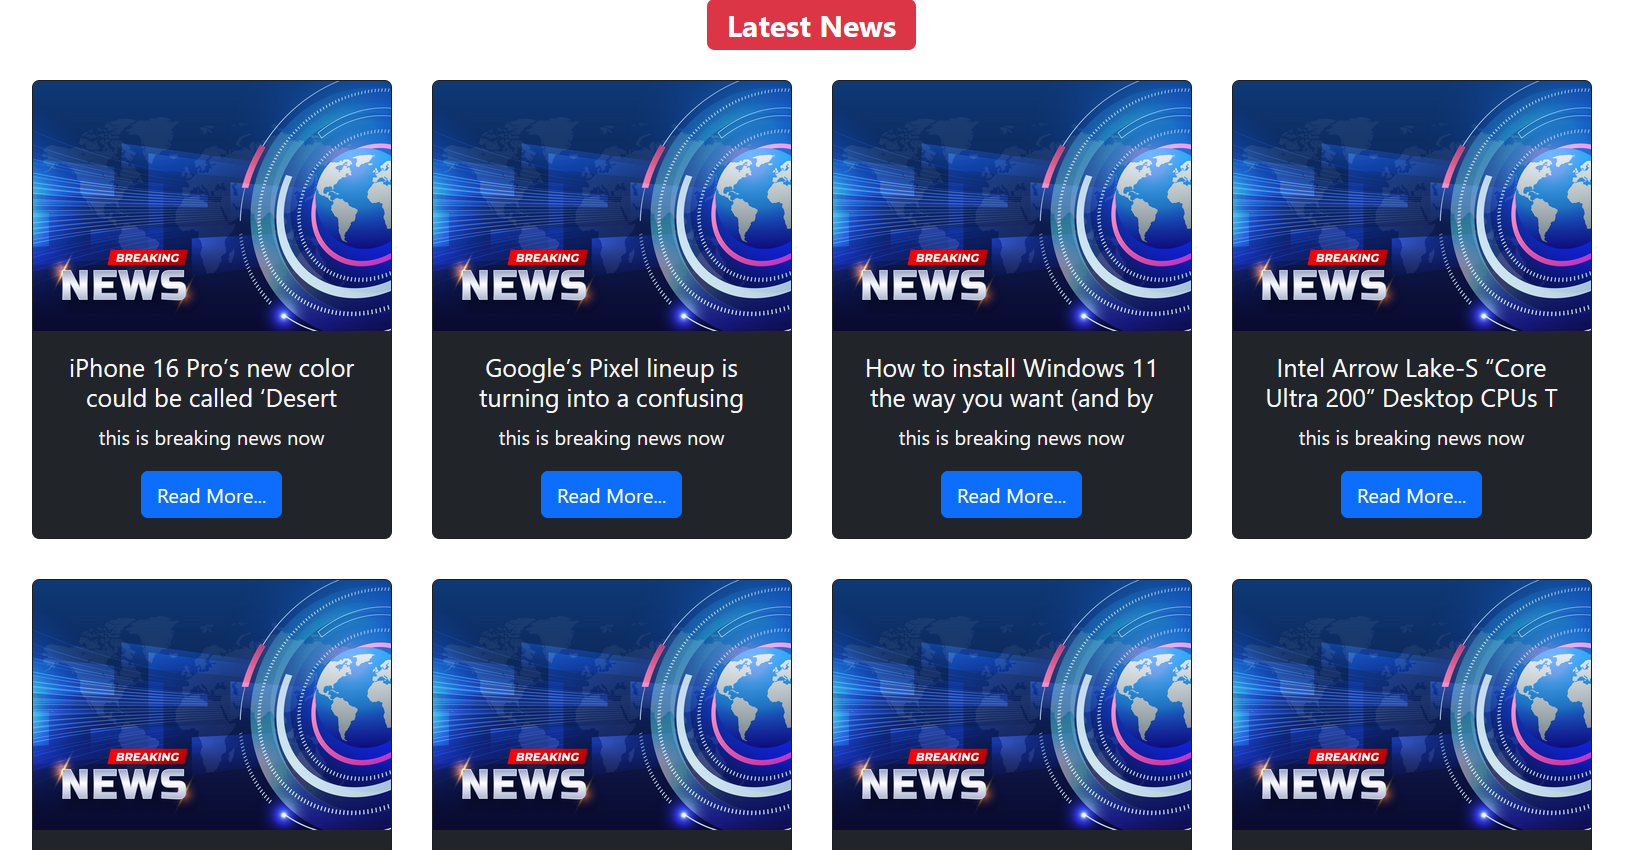 Latest News
BREAKING
NEWS
BREAKING
NEWS
BREAKING
NEWS
BREAKING
NEWS
iPhone 16 Pro’s new color
could be called ‘Desert
this is breaking news now
Read More...
Google’s Pixel lineup is
turning into a confusing
this is breaking news now
Read More...
How to install Windows 11
the way you want (and by
this is breaking news now
Read More...
Intel Arrow Lake-S “Core
Ultra 200” Desktop CPUs T
this is breaking news now
Read More...
BREAKING
NEWS
BREAKING
NEWS
BREAKING
NEWS
BREAKING
NEWS